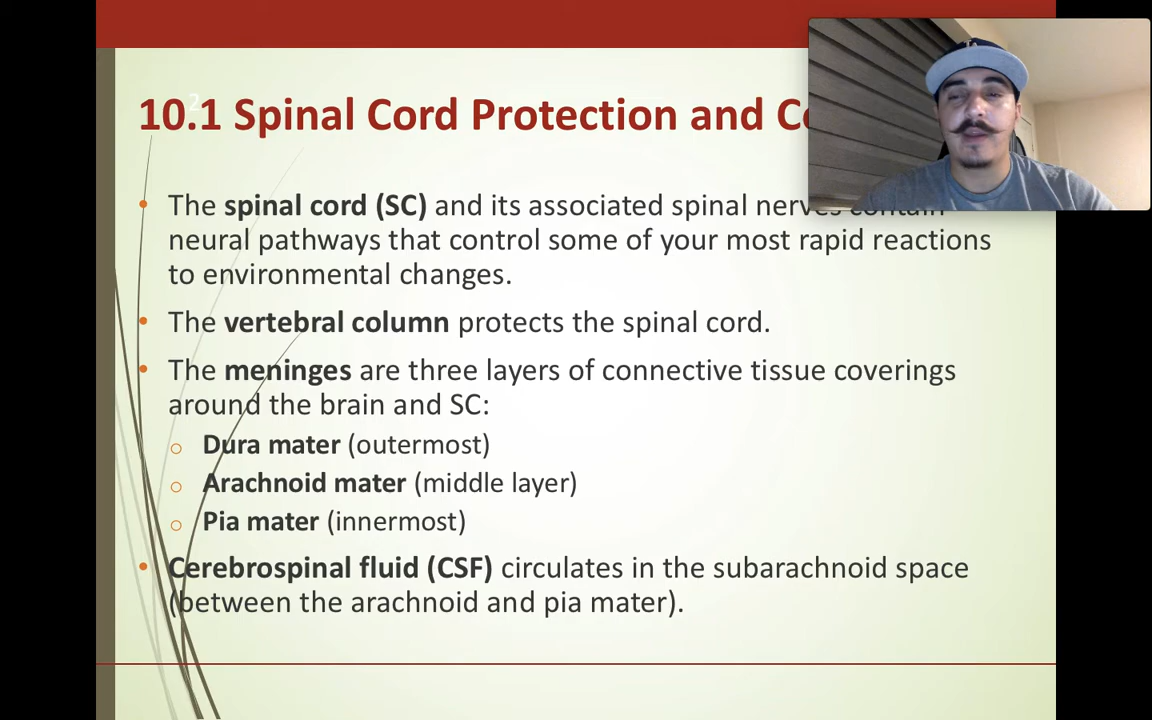 2
10.1 Spinal Cord Protection and
• The spinal cord (SC) and its associated spinal nerves contain
neural pathways that control some of your most rapid reactions
to environmental changes.
• The vertebral column protects the spinal cord.
• The meninges are three layers of connective tissue coverings
around the brain and SC:
o Dura mater (outermost)
o Arachnoid mater (middle layer)
o Pia mater (innermost)
• Cerebrospinal fluid (CSF) circulates in the subarachnoid space
(between the arachnoid and pia mater).